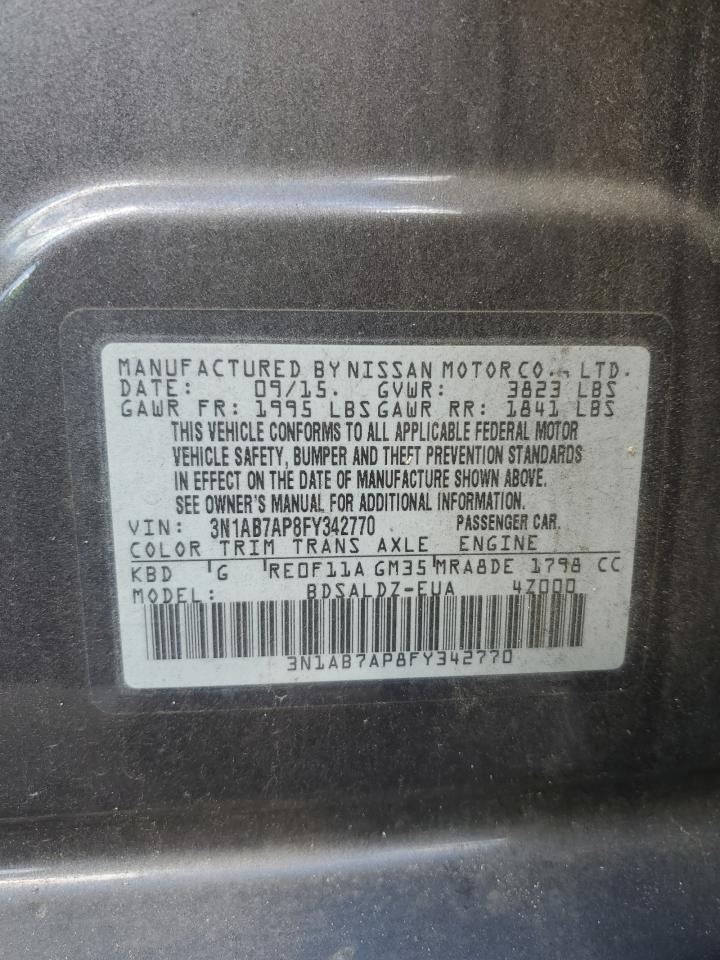 MANUFACTURED BY NISSAN MOTOR CO., LTD.
DATE: 09/15. GVWR: 3823 LBS
GAWR FR: 1995 LBS GAWR RR: 1841 LBS
THIS VEHICLE CONFORMS TO ALL APPLICABLE FEDERAL MOTOR
VEHICLE SAFETY, BUMPER AND THEFT PREVENTION STANDARDS
IN EFFECT ON THE DATE OF MANUFACTURE SHOWN ABOVE.
SEE OWNER'S MANUAL FOR ADDITIONAL INFORMATION.
VIN: 3N1AB7AP8FY342770 PASSENGER CAR.
COLOR TRIM TRANS AXLE ENGINE
KBD G RE0F11A GM35 MRA8DE 1798 CC
MODEL: BDSALDZ-EUA 4Z000
3N1AB7AP8FY342770